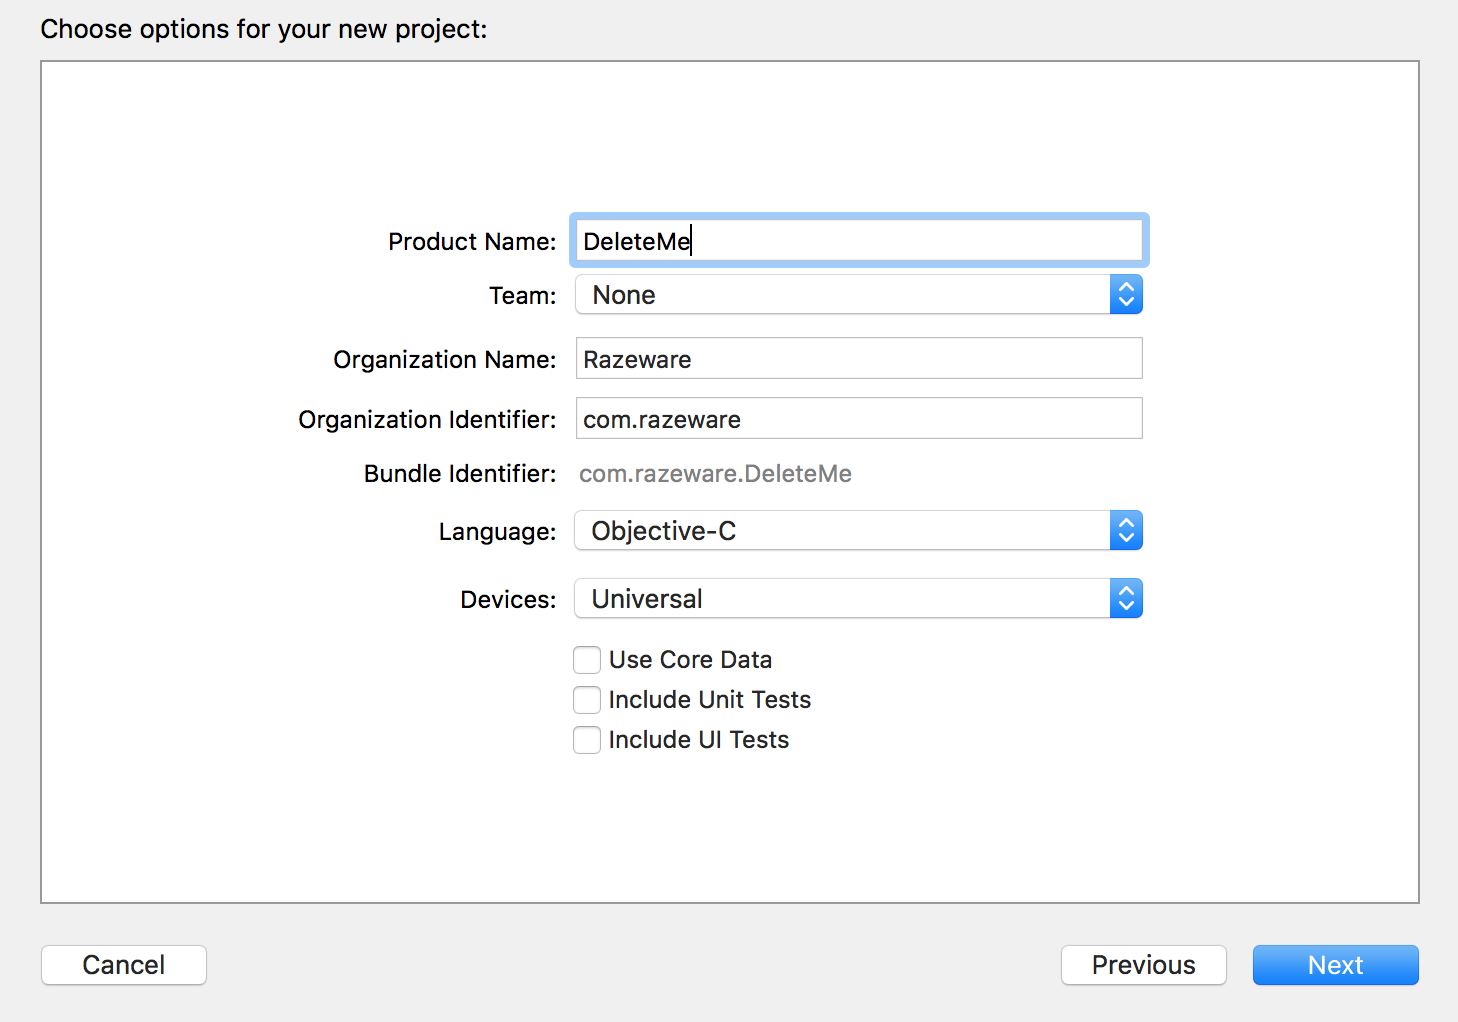 Choose options for your new project:
Product Name: DeleteMe
Team: None
Organization Name: Razeware
Organization Identifier: com.razeware
Bundle Identifier: com.razeware.DeleteMe
Language: Objective-C
Devices: Universal
Use Core Data
Include Unit Tests
Include UI Tests
Cancel Previous Next